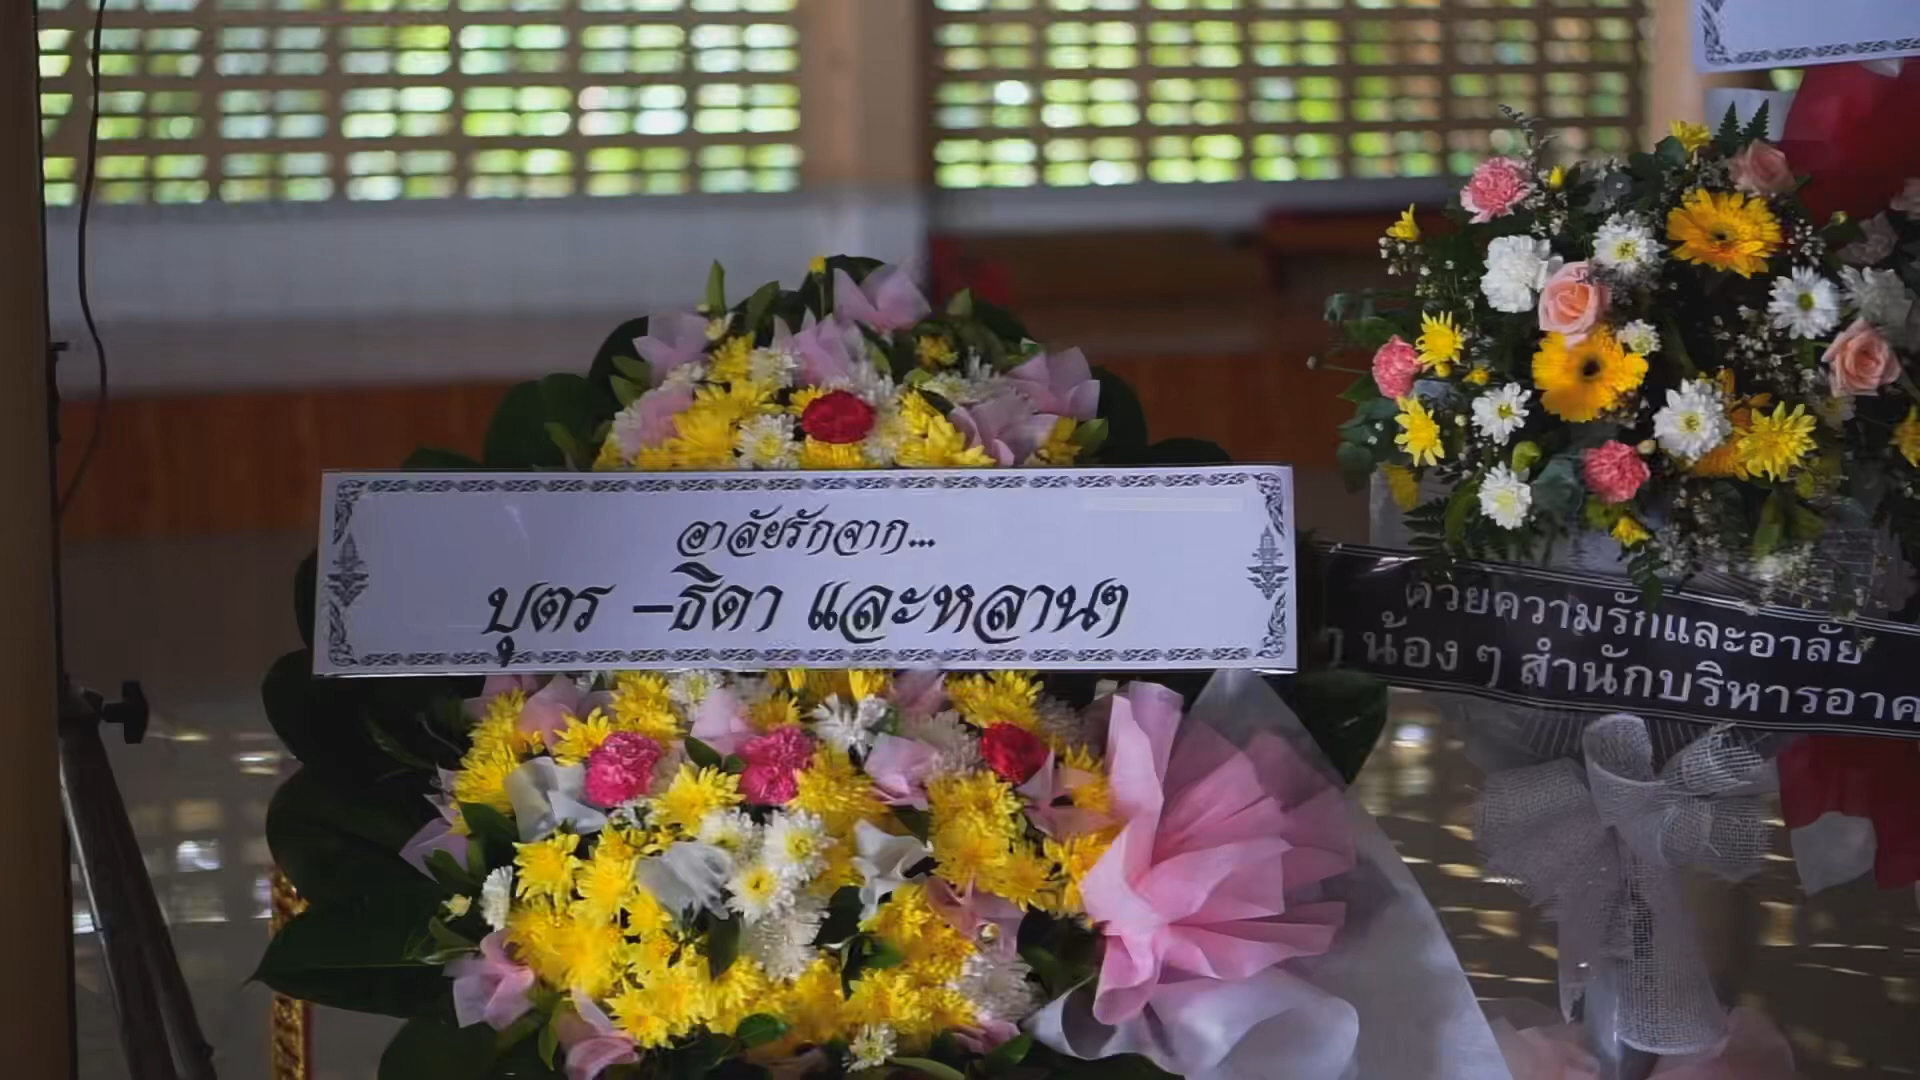 อาลัยรักจาก...
บุตร –ธิดา และหลานๆ
ด้วยความรักและอาลัย
ๆ น้อง ๆ สำนักบริหารอาค